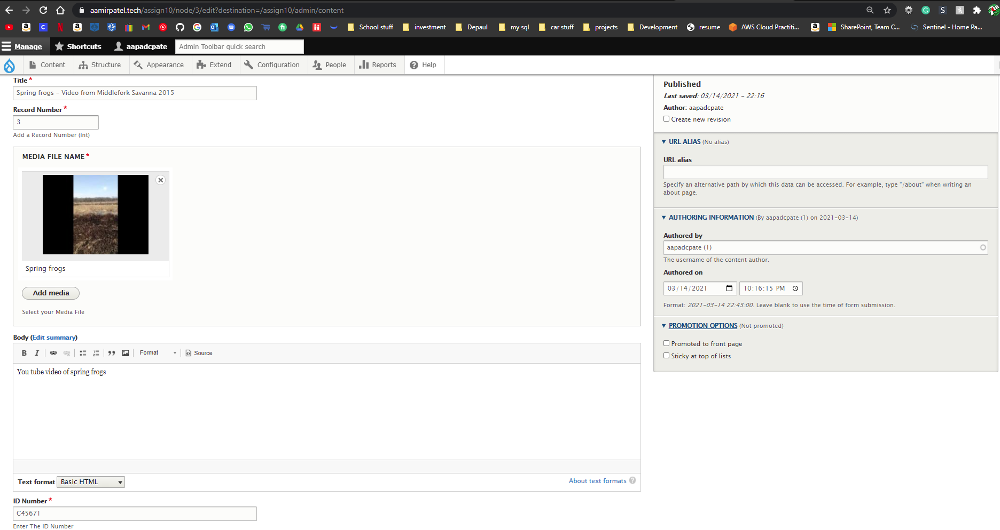 aamirpatel.tech/assign10/node/3/edit?destination=/assign10/admin/content
School stuff investment Depaul my sql car stuff projects Development resume AWS Cloud Practiti... SharePoint, Team C... Sentinel - Home Pa...
Manage Shortcuts aapadcpate Admin Toolbar quick search
Content Structure Appearance Extend Configuration People Reports Help
Title *
Spring frogs - Video from Middlefork Savanna 2015
Record Number *
3
Add a Record Number (Int)
MEDIA FILE NAME *
Spring frogs
Add media
Select your Media File
Body (Edit summary)
B I Format Source
You tube video of spring frogs
Text format Basic HTML About text formats ?
ID Number *
C45671
Enter The ID Number
Published
Last saved: 03/14/2021 - 22:16
Author: aapadcpate
Create new revision
URL ALIAS (No alias)
URL alias
Specify an alternative path by which this data can be accessed. For example, type "/about" when writing an
about page.
AUTHORING INFORMATION (By aapadcpate (1) on 2021-03-14)
Authored by
aapadcpate (1)
The username of the content author.
Authored on
03/14/2021 10:16:15 PM
Format: 2021-03-14 22:43:00. Leave blank to use the time of form submission.
PROMOTION OPTIONS (Not promoted)
Promoted to front page
Sticky at top of lists